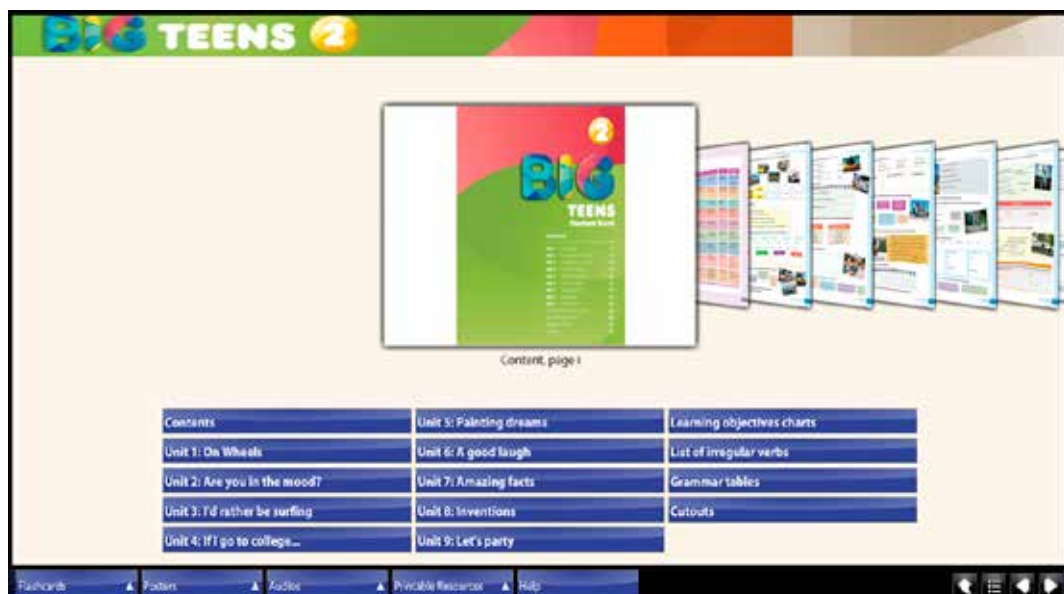 BIG TEENS 2
2
BIG
TEENS
Student Book
Content, page i
Contents
Unit 1: On Wheels
Unit 2: Are you in the mood?
Unit 3: I'd rather be surfing
Unit 4: If I go to college...
Unit 5: Painting dreams
Unit 6: A good laugh
Unit 7: Amazing facts
Unit 8: Inventions
Unit 9: Let's party
Learning objectives charts
List of irregular verbs
Grammar tables
Cutouts
Flashcards
Posters
Audios
Printable Resources
Help